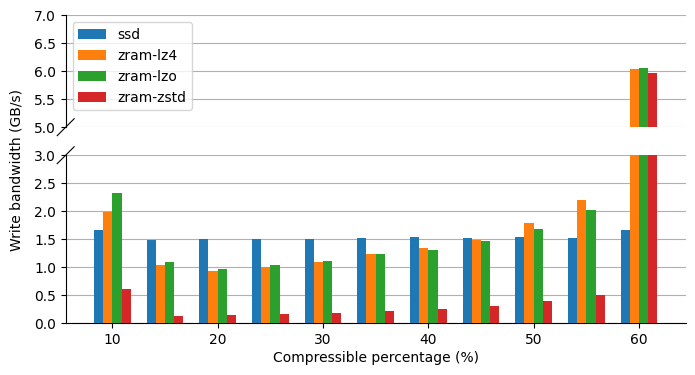 7.0
6.5
6.0
5.5
5.0
ssd
zram-lz4
zram-lzo
zram-zstd
Write bandwidth (GB/s)
3.0
2.5
2.0
1.5
1.0
0.5
0.0
10 20 30 40 50 60
Compressible percentage (%)